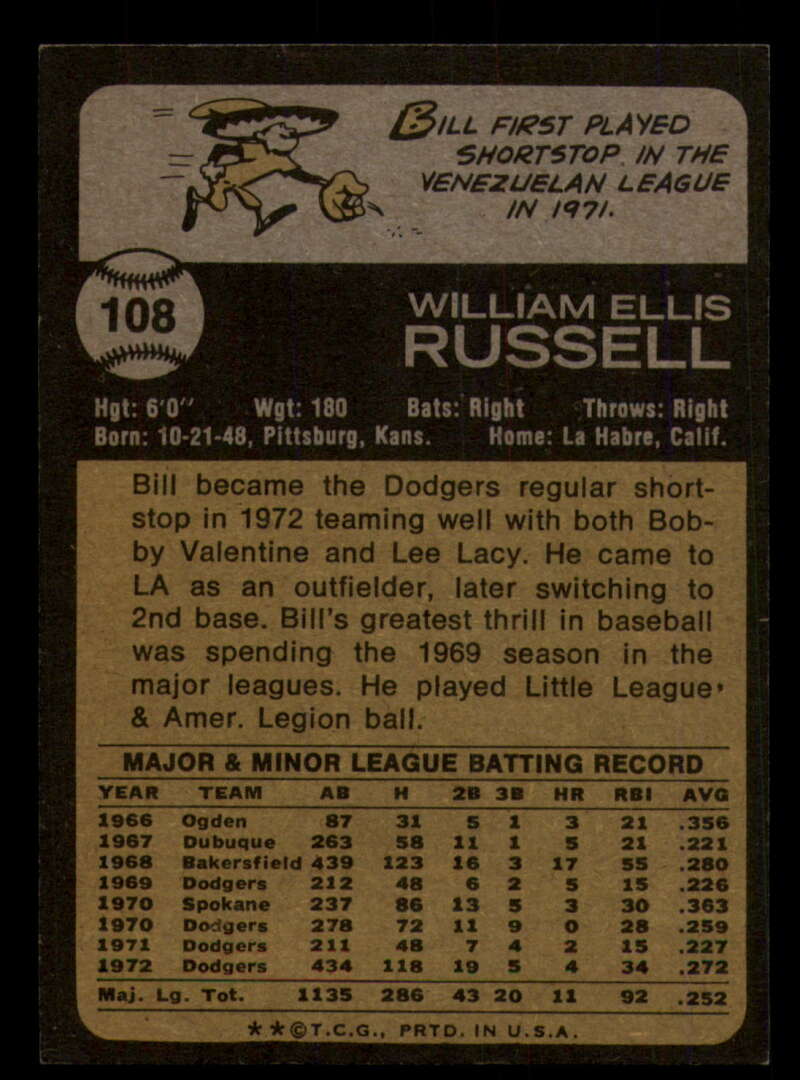 BILL FIRST PLAYED
SHORTSTOP IN THE
VENEZUELAN LEAGUE
IN 1971.
108
WILLIAM ELLIS
RUSSELL
Hgt: 6'0" Wgt: 180 Bats: Right Throws: Right
Born: 10-21-48, Pittsburg, Kans. Home: La Habre, Calif.
Bill became the Dodgers regular short-
stop in 1972 teaming well with both Bob-
by Valentine and Lee Lacy. He came to
LA as an outfielder, later switching to
2nd base. Bill's greatest thrill in baseball
was spending the 1969 season in the
major leagues. He played Little League
& Amer. Legion ball.
MAJOR & MINOR LEAGUE BATTING RECORD
YEAR TEAM AB H 2B 3B HR RBI AVG
1966 Ogden 87 31 5 1 3 21 .356
1967 Dubuque 263 58 11 1 5 21 .221
1968 Bakersfield 439 123 16 3 17 55 .280
1969 Dodgers 212 48 6 2 5 15 .226
1970 Spokane 237 86 13 5 3 30 .363
1970 Dodgers 278 72 11 9 0 28 .259
1971 Dodgers 211 48 7 4 2 15 .227
1972 Dodgers 434 118 19 5 4 34 .272
Maj. Lg. Tot. 1135 286 43 20 11 92 .252
**©T.C.G., PRTD. IN U.S.A.